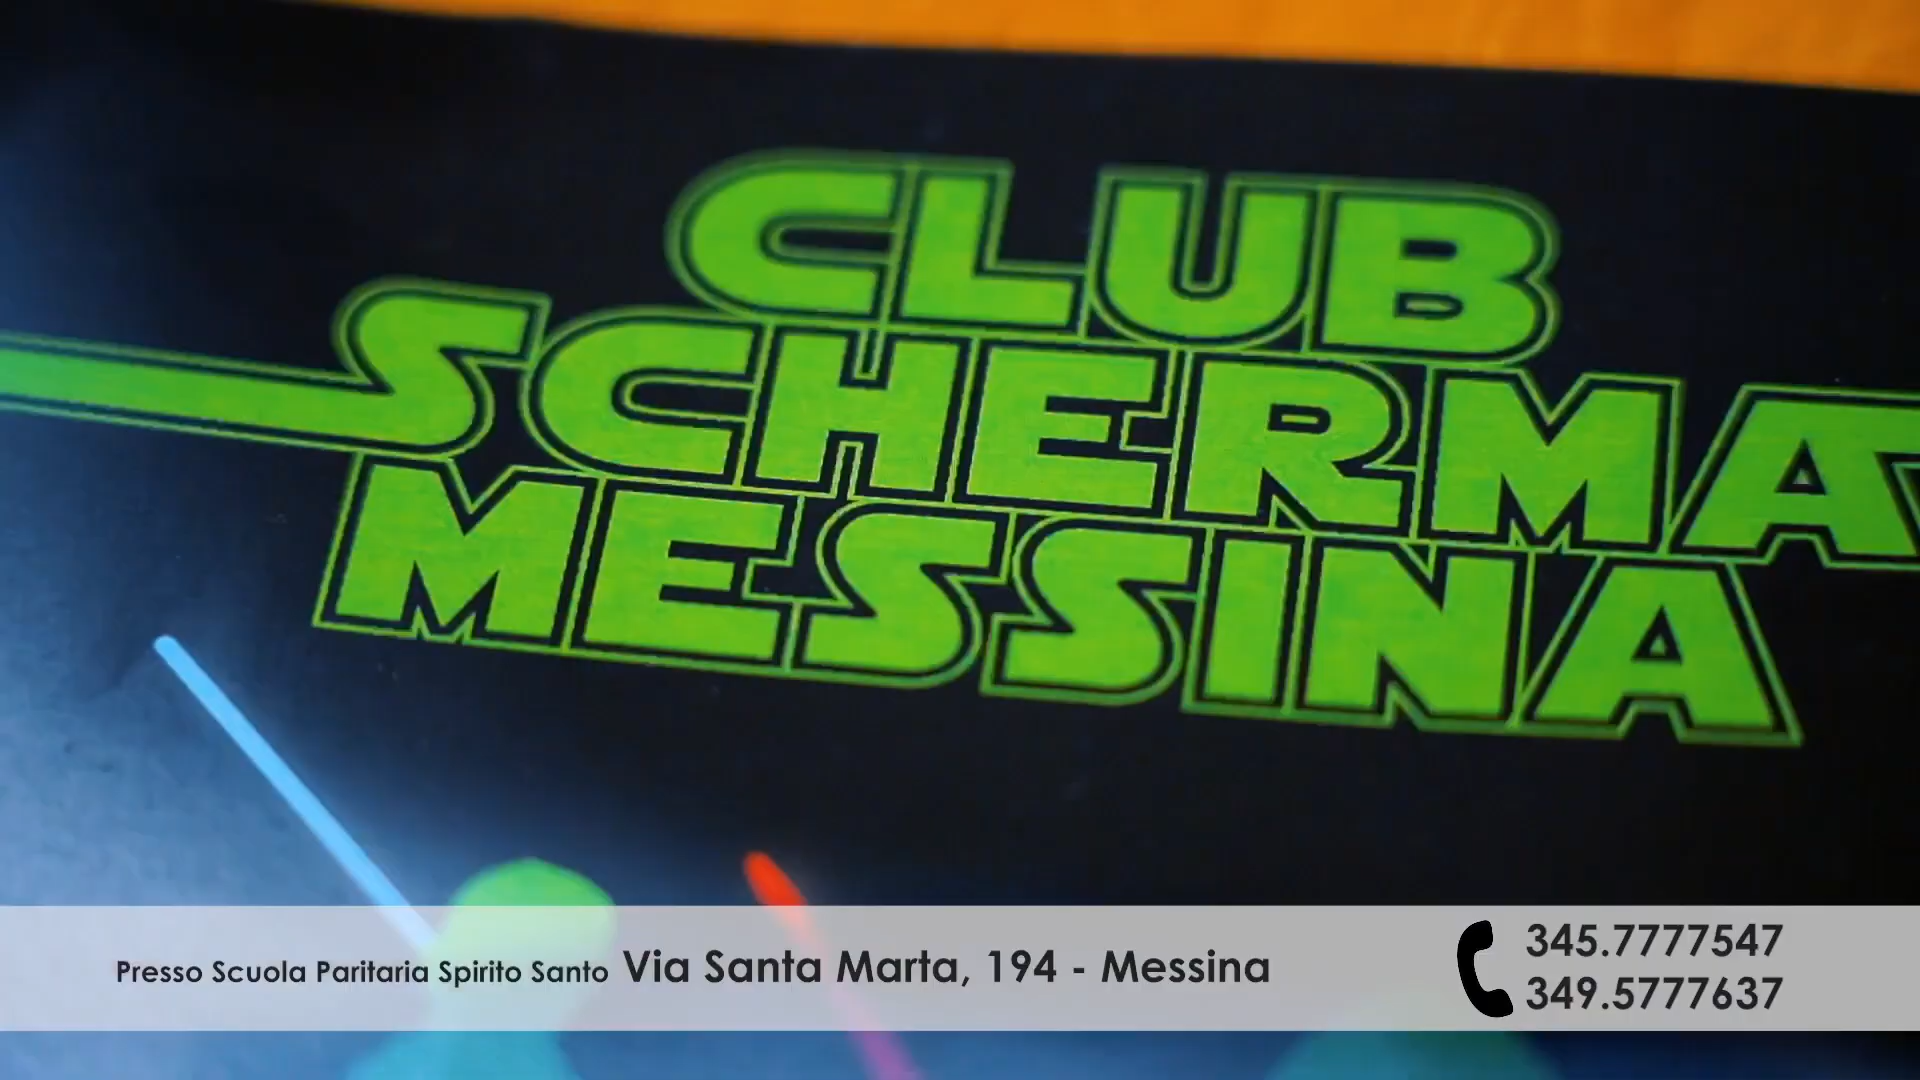 CLUB
SCHERMA
MESSINA
Presso Scuola Paritaria Spirito Santo Via Santa Marta, 194 - Messina
345.7777547
349.5777637